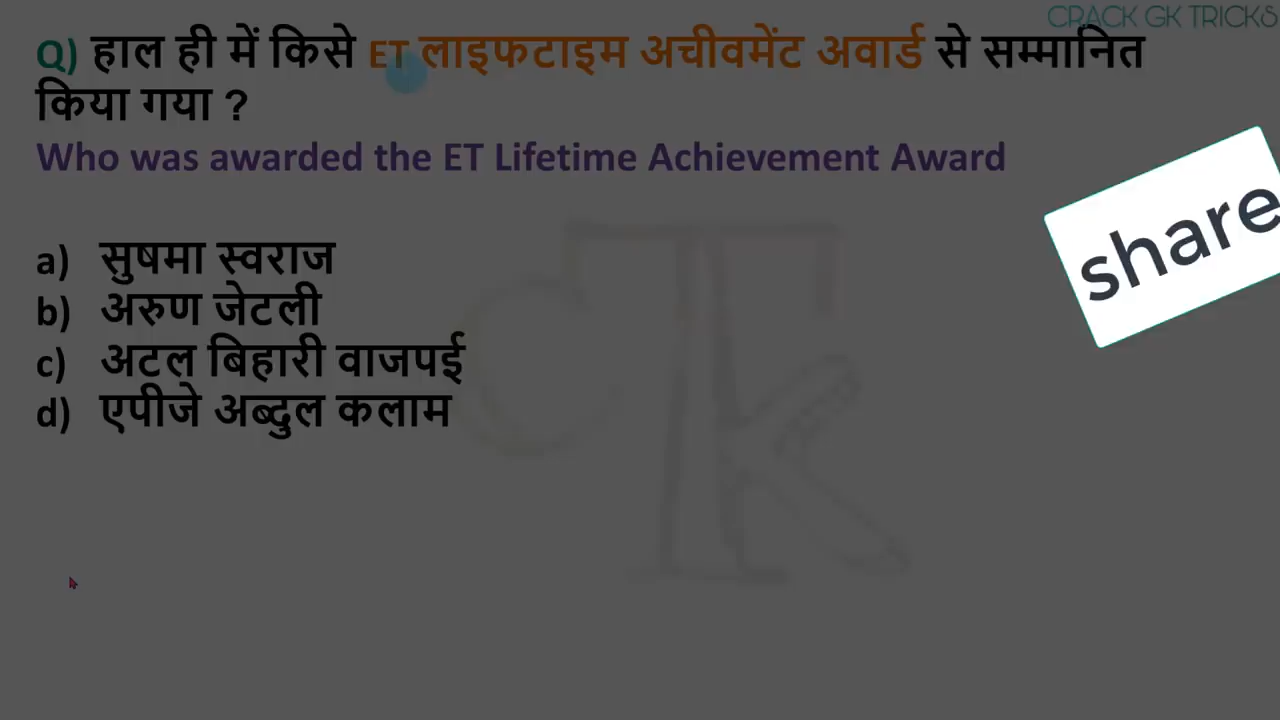 CRACK GK TRICKS
Q) हाल ही में किसे ET लाइफटाइम अचीवमेंट अवार्ड से सम्मानित
किया गया ?
Who was awarded the ET Lifetime Achievement Award
share
a) सुषमा स्वराज
b) अरुण जेटली
c) अटल बिहारी वाजपई
d) एपीजे अब्दुल कलाम